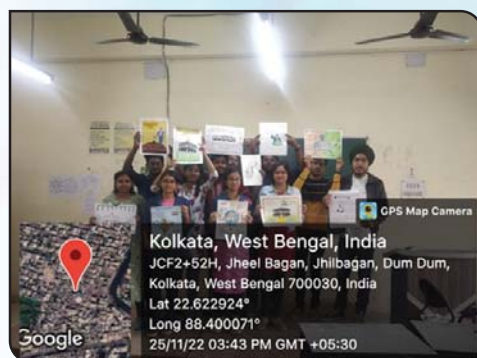 GPS Map Camera
Kolkata, West Bengal, India
JCF2+52H, Jheel Bagan, Jhilbagan, Dum Dum,
Kolkata, West Bengal 700030, India
Lat 22.622924°
Long 88.400071°
25/11/22 03:43 PM GMT +05:30
Google